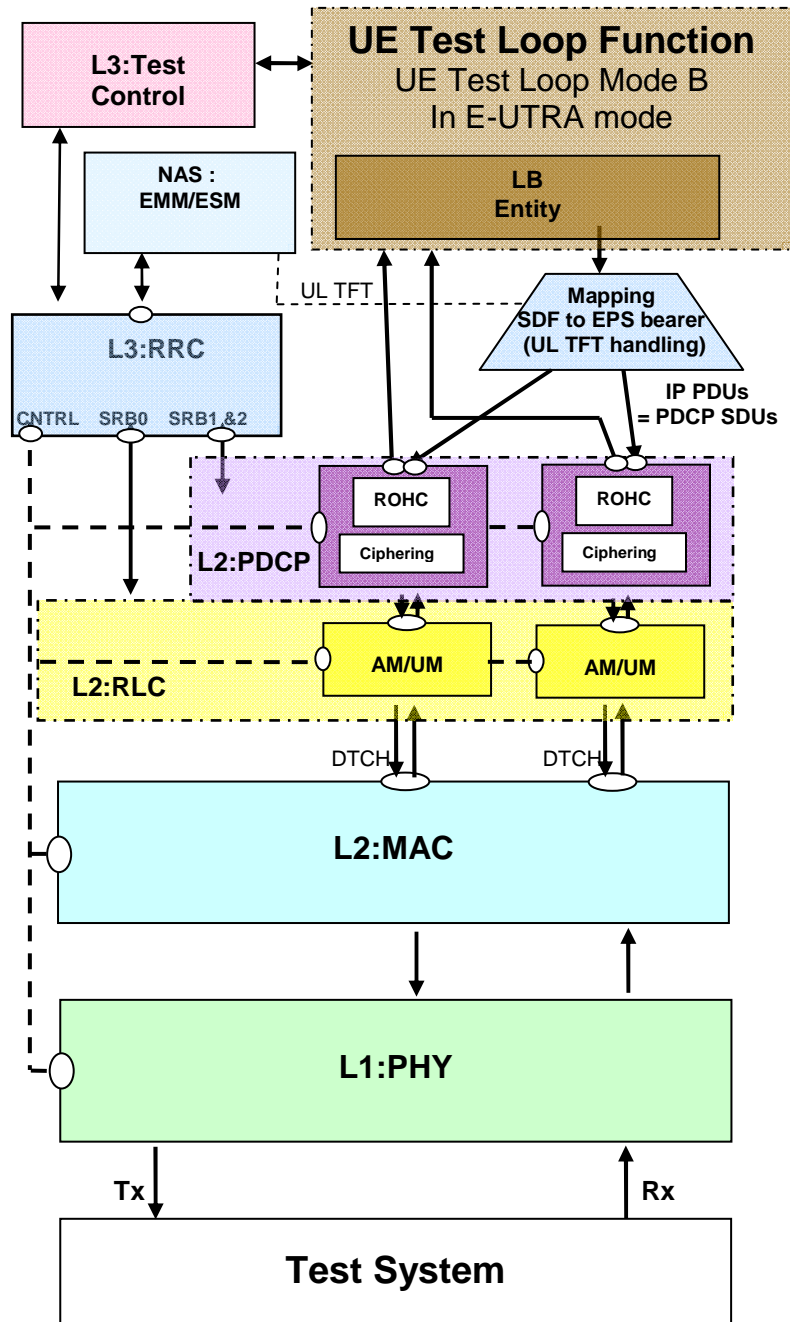 UE Test Loop Function
UE Test Loop Mode B
In E-UTRA mode
L3:Test
Control
NAS :
EMM/ESM
LB
Entity
UL TFT
Mapping
SDF to EPS bearer
(UL TFT handling)
L3:RRC
CNTRL SRB0 SRB1,&2
IP PDUs
= PDCP SDUs
ROHC
Ciphering
ROHC
Ciphering
L2:PDCP
AM/UM
AM/UM
L2:RLC
DTCH
DTCH
L2:MAC
L1:PHY
Tx
Rx
Test System